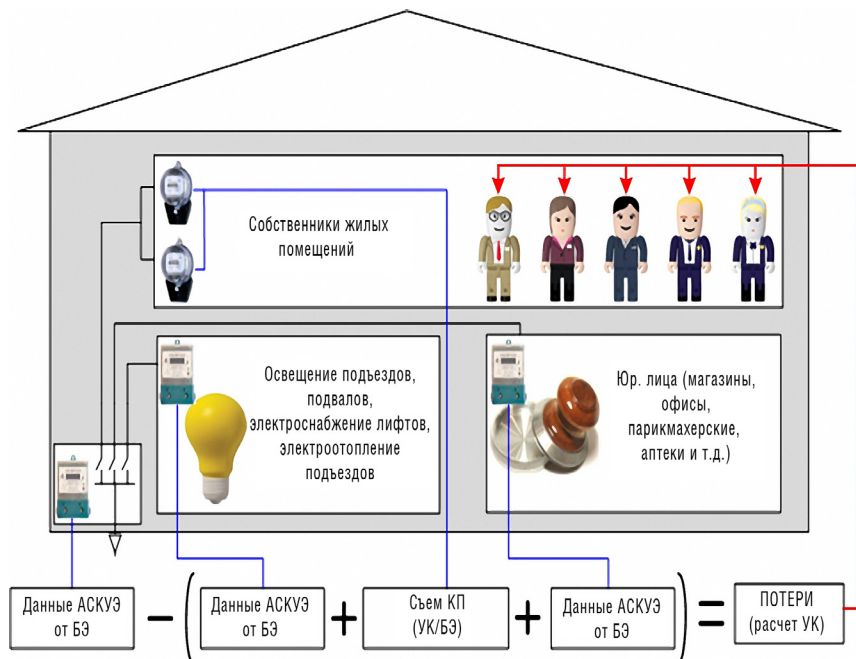 Собственники жилых
помещений
Освещение подъездов,
подвалов,
электроснабжение лифтов,
электроотопление
подъездов
Юр. лица (магазины,
офисы,
парикмахерские,
аптеки и т.д.)
Данные АСКУЭ
от БЭ
–
(
Данные АСКУЭ
от БЭ
+
Съем КП
(УК/БЭ)
+
Данные АСКУЭ
от БЭ
)
=
ПОТЕРИ
(расчет УК)